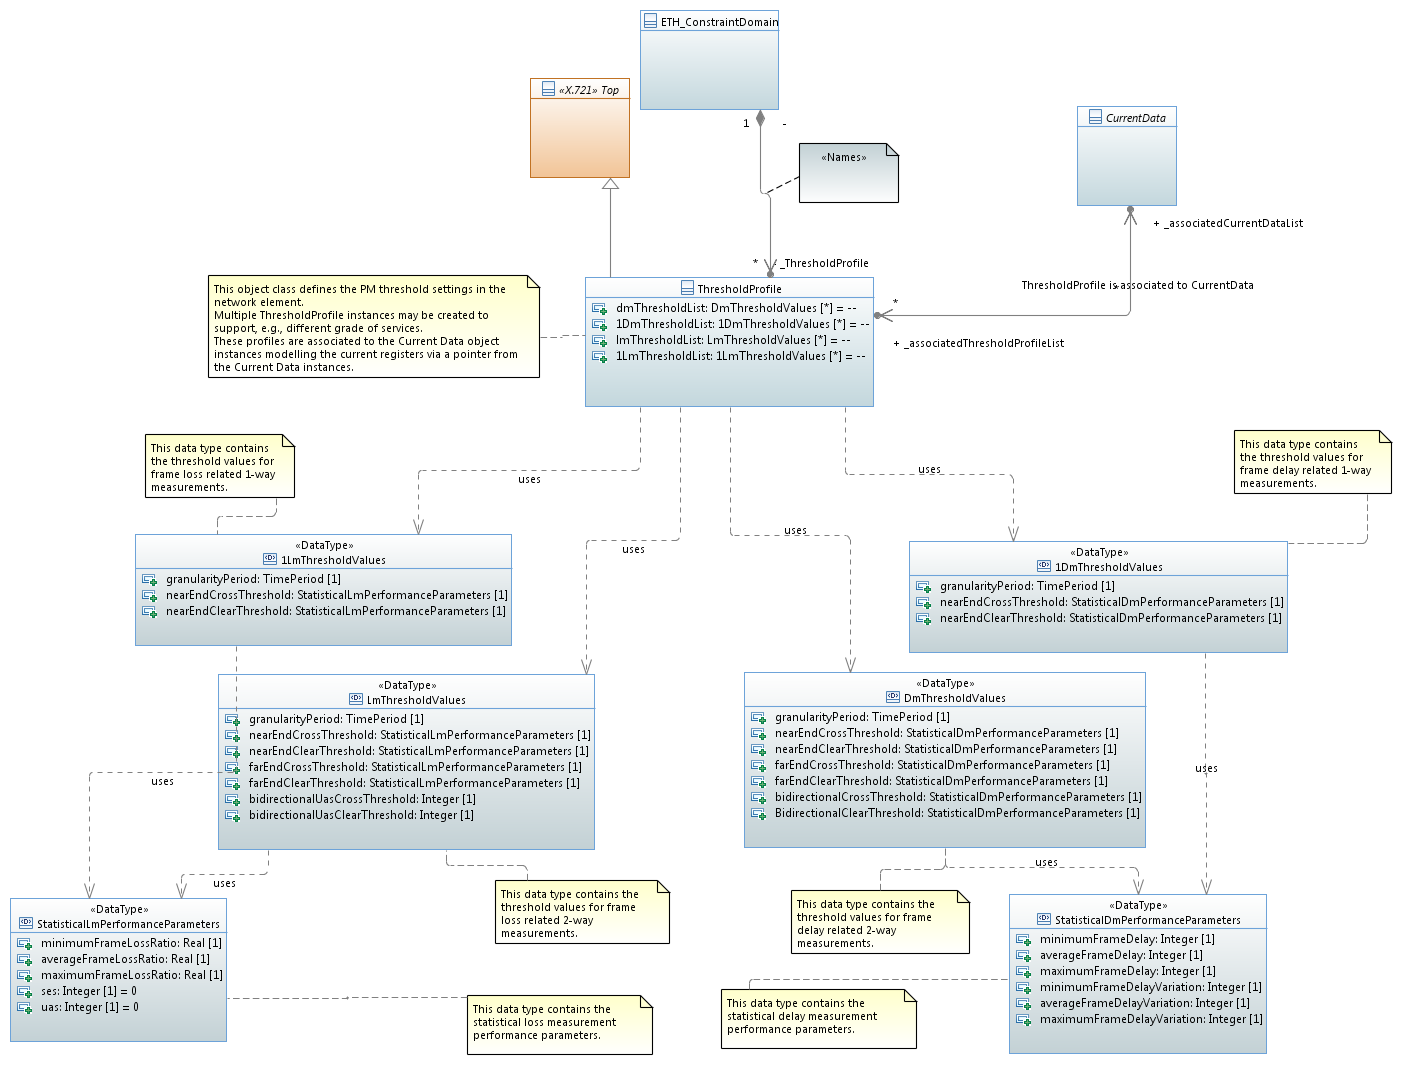 ETH_ConstraintDomain
«X.721» Top
CurrentData
1
-
«Names»
+ _associatedCurrentDataList
* - _ThresholdProfile
ThresholdProfile is associated to CurrentData
*
+ _associatedThresholdProfileList
This object class defines the PM threshold settings in the
network element.
Multiple ThresholdProfile instances may be created to
support, e.g., different grade of services.
These profiles are associated to the Current Data object
instances modelling the current registers via a pointer from
the Current Data instances.
ThresholdProfile
dmThresholdList: DmThresholdValues [*] = --
1DmThresholdList: 1DmThresholdValues [*] = --
lmThresholdList: LmThresholdValues [*] = --
1LmThresholdList: 1LmThresholdValues [*] = --
This data type contains
the threshold values for
frame loss related 1-way
measurements.
This data type contains
the threshold values for
frame delay related 1-way
measurements.
uses
uses
uses
uses
«DataType»
1LmThresholdValues
granularityPeriod: TimePeriod [1]
nearEndCrossThreshold: StatisticalLmPerformanceParameters [1]
nearEndClearThreshold: StatisticalLmPerformanceParameters [1]
«DataType»
1DmThresholdValues
granularityPeriod: TimePeriod [1]
nearEndCrossThreshold: StatisticalDmPerformanceParameters [1]
nearEndClearThreshold: StatisticalDmPerformanceParameters [1]
«DataType»
LmThresholdValues
granularityPeriod: TimePeriod [1]
nearEndCrossThreshold: StatisticalLmPerformanceParameters [1]
nearEndClearThreshold: StatisticalLmPerformanceParameters [1]
farEndCrossThreshold: StatisticalLmPerformanceParameters [1]
farEndClearThreshold: StatisticalLmPerformanceParameters [1]
bidirectionalUasCrossThreshold: Integer [1]
bidirectionalUasClearThreshold: Integer [1]
«DataType»
DmThresholdValues
granularityPeriod: TimePeriod [1]
nearEndCrossThreshold: StatisticalDmPerformanceParameters [1]
nearEndClearThreshold: StatisticalDmPerformanceParameters [1]
farEndCrossThreshold: StatisticalDmPerformanceParameters [1]
farEndClearThreshold: StatisticalDmPerformanceParameters [1]
bidirectionalCrossThreshold: StatisticalDmPerformanceParameters [1]
BidirectionalClearThreshold: StatisticalDmPerformanceParameters [1]
uses
uses
uses
uses
«DataType»
StatisticalLmPerformanceParameters
minimumFrameLossRatio: Real [1]
averageFrameLossRatio: Real [1]
maximumFrameLossRatio: Real [1]
ses: Integer [1] = 0
uas: Integer [1] = 0
This data type contains the
threshold values for frame
loss related 2-way
measurements.
This data type contains the
threshold values for frame
delay related 2-way
measurements.
«DataType»
StatisticalDmPerformanceParameters
minimumFrameDelay: Integer [1]
averageFrameDelay: Integer [1]
maximumFrameDelay: Integer [1]
minimumFrameDelayVariation: Integer [1]
averageFrameDelayVariation: Integer [1]
maximumFrameDelayVariation: Integer [1]
This data type contains the
statistical loss measurement
performance parameters.
This data type contains the
statistical delay measurement
performance parameters.